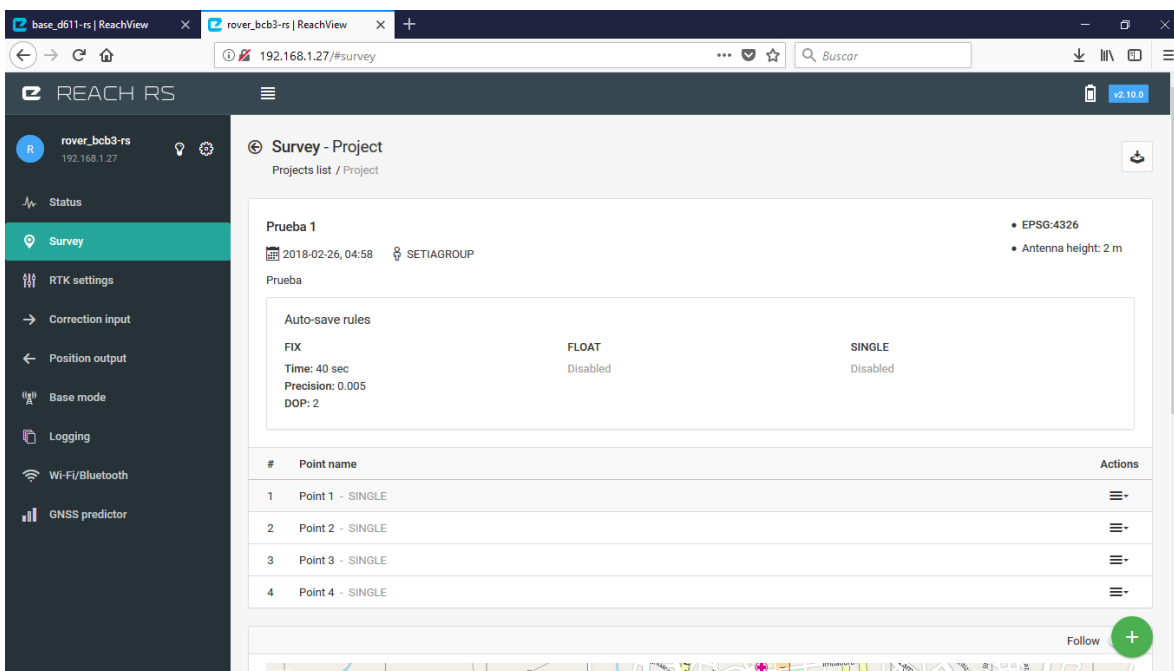 base_d611-rs | ReachView
rover_bcb3-rs | ReachView
192.168.1.27/#survey
Buscar
REACH RS
v2.10.0
R
rover_bcb3-rs
192.168.1.27
Status
Survey
RTK settings
Correction input
Position output
Base mode
Logging
Wi-Fi/Bluetooth
GNSS predictor
Survey - Project
Projects list / Project
Prueba 1
2018-02-26, 04:58 SETIAGROUP
Prueba
• EPSG:4326
• Antenna height: 2 m
Auto-save rules
FIX FLOAT SINGLE
Time: 40 sec Disabled Disabled
Precision: 0.005
DOP: 2
# Point name Actions
1 Point 1 - SINGLE
2 Point 2 - SINGLE
3 Point 3 - SINGLE
4 Point 4 - SINGLE
Follow